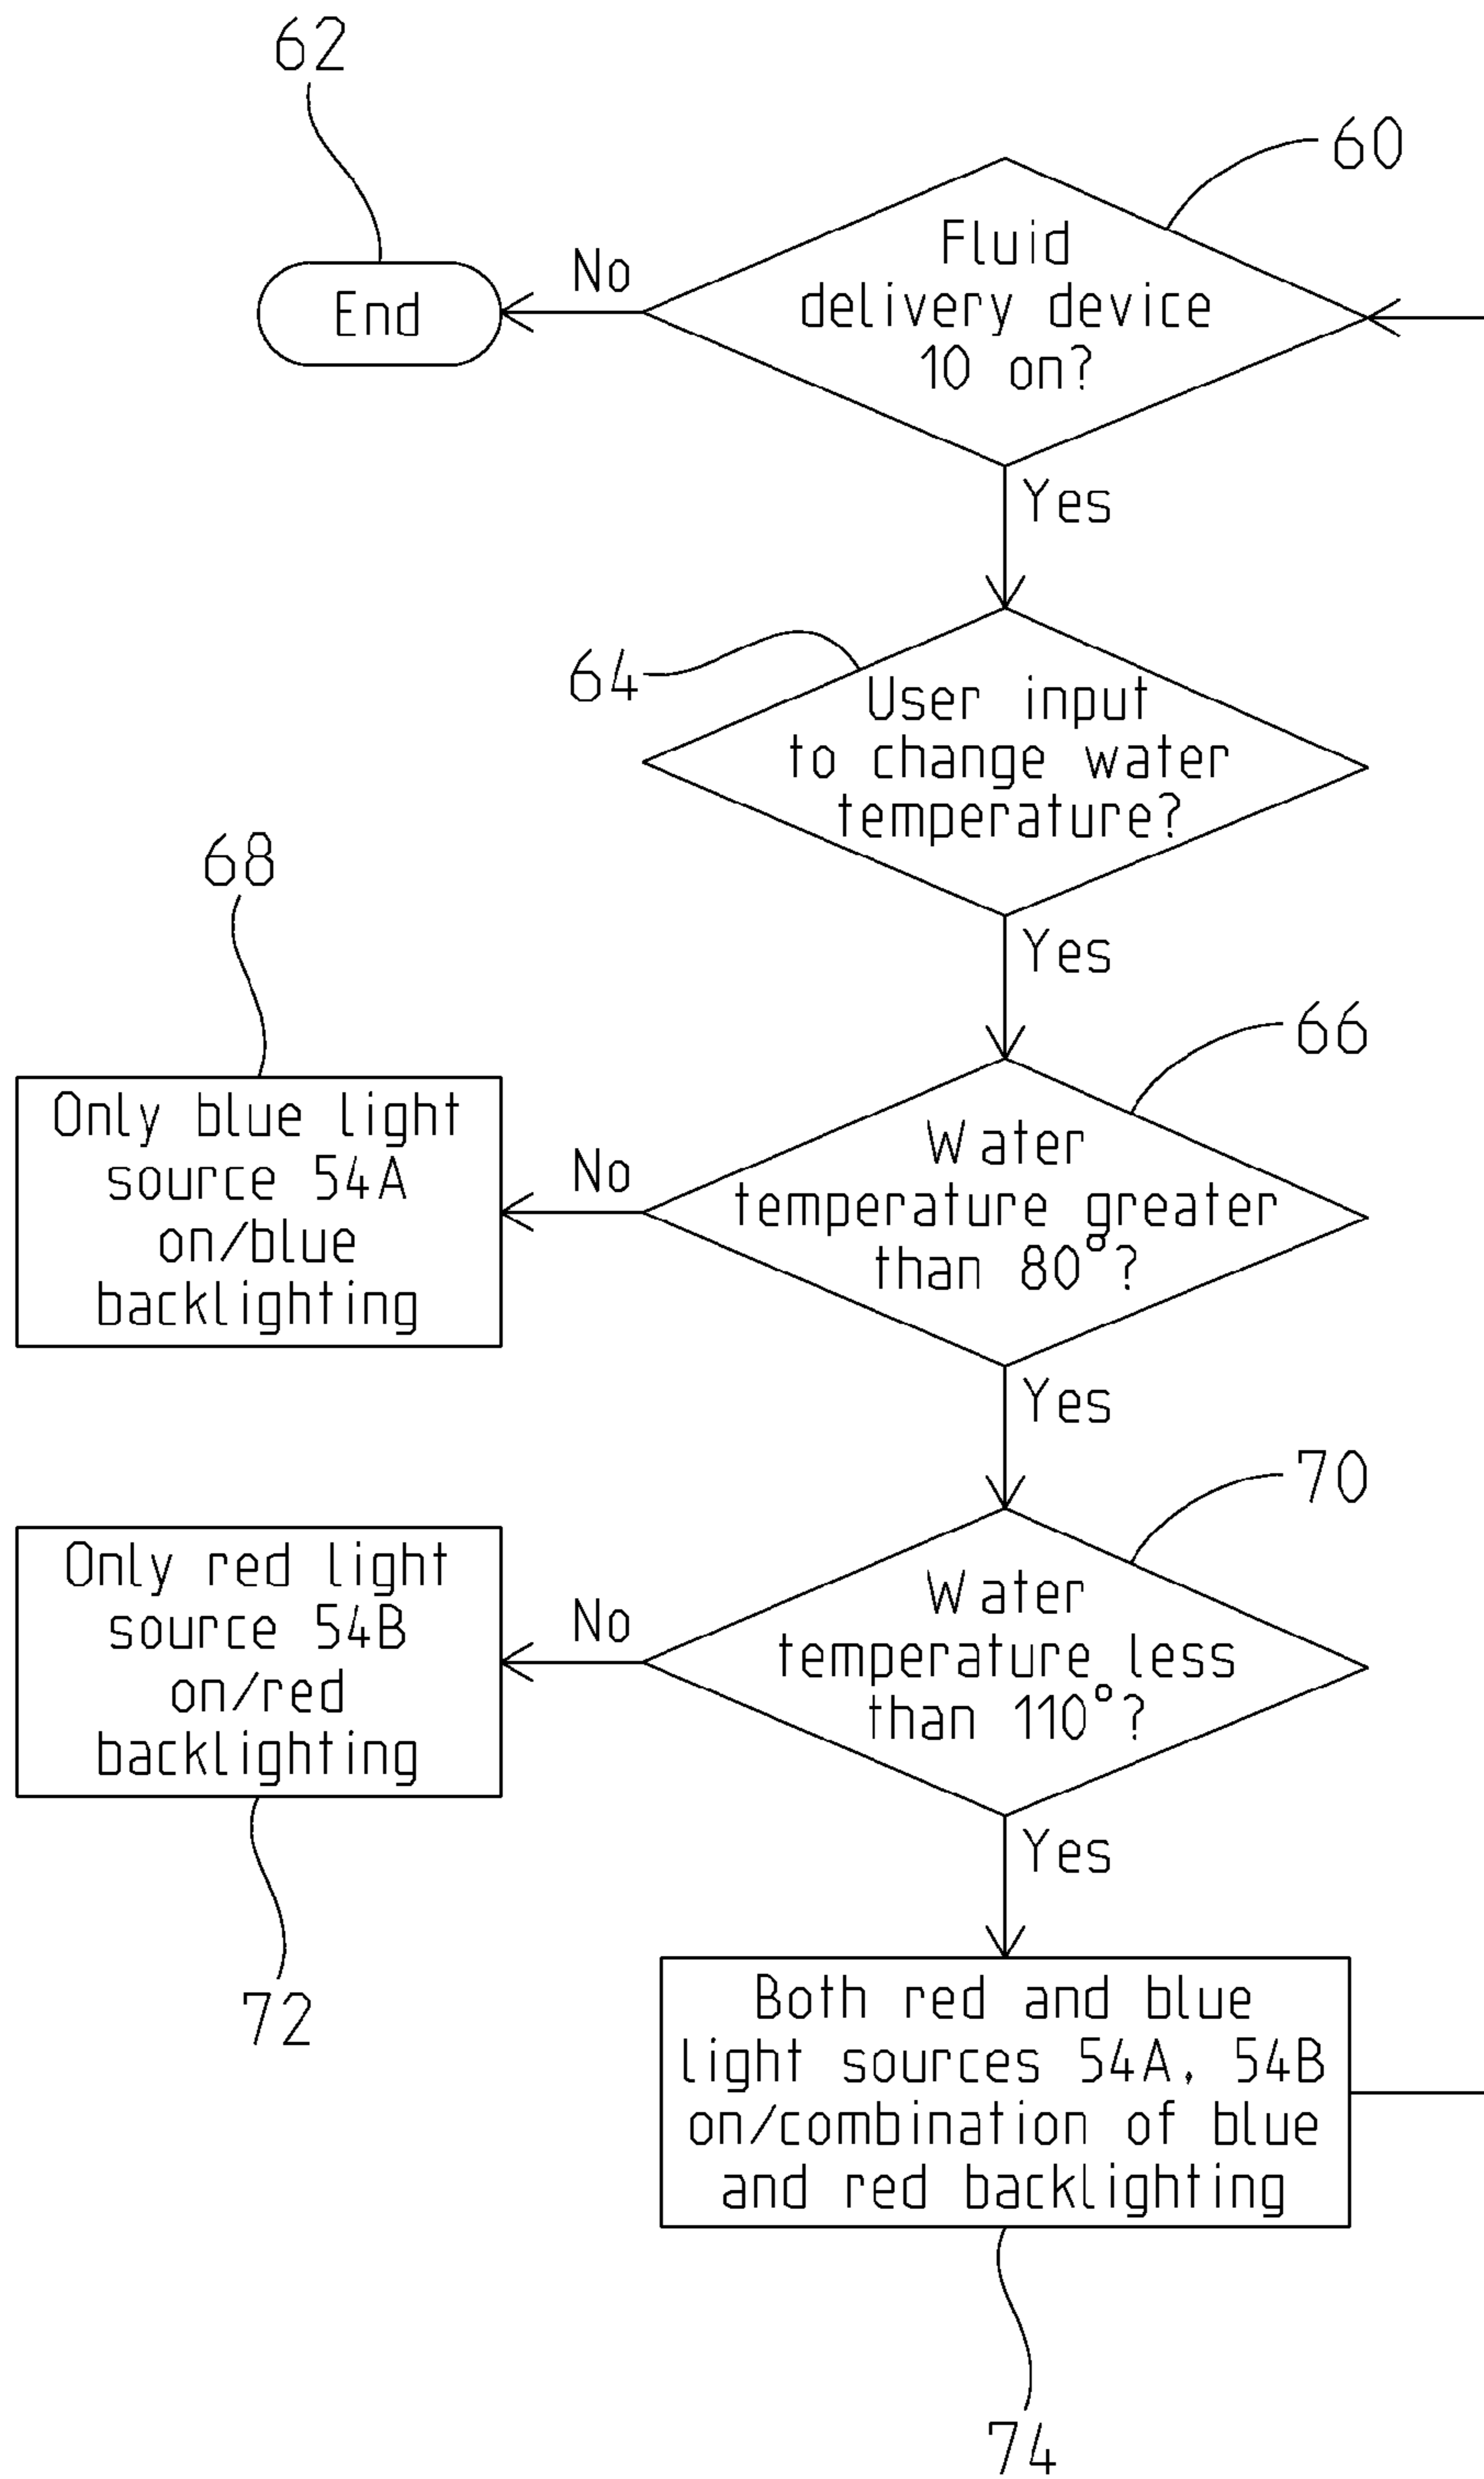 62
60
Fluid
delivery device
10 on?
No
End
Yes
64
User input
to change water
temperature?
68
Yes
66
Only blue light
source 54A
on/blue
backlighting
No
Water
temperature greater
than 80°?
Yes
70
Only red light
source 54B
on/red
backlighting
No
Water
temperature less
than 110°?
Yes
72
Both red and blue
light sources 54A, 54B
on/combination of blue
and red backlighting
74